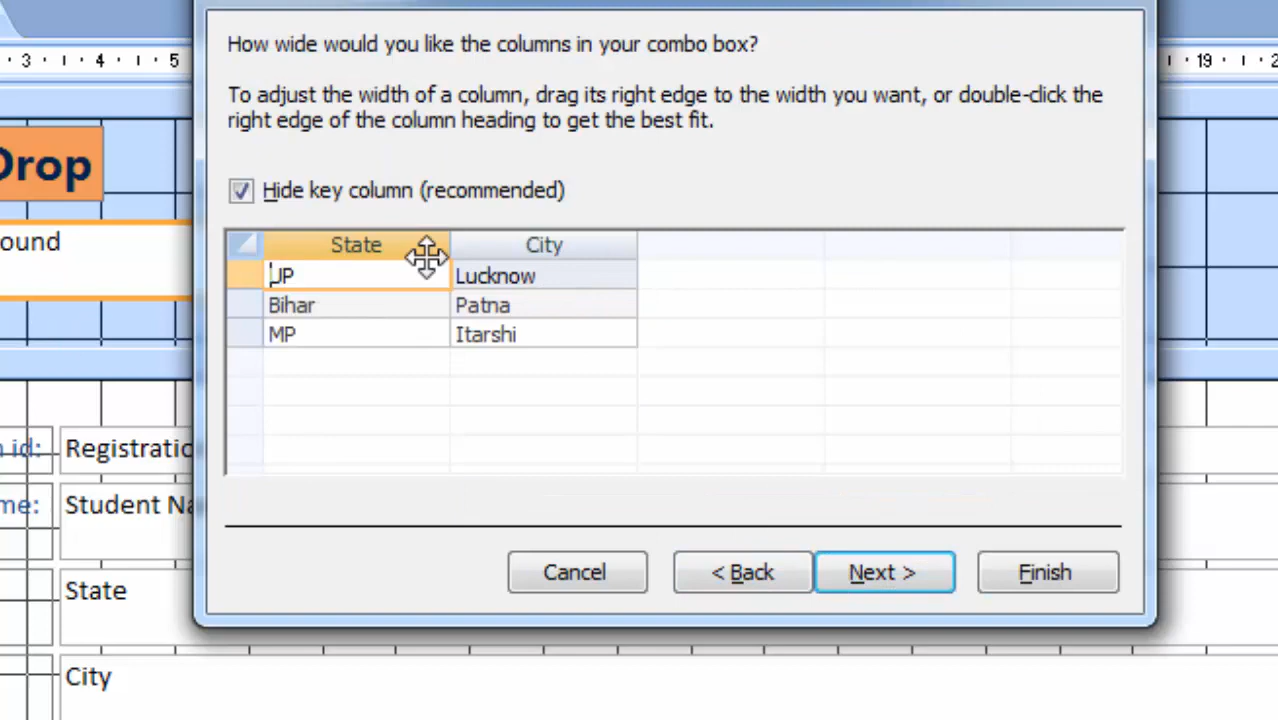 How wide would you like the columns in your combo box?
3 4 5
19 2
To adjust the width of a column, drag its right edge to the width you want, or double-click the
right edge of the column heading to get the best fit.
Drop
Hide key column (recommended)
ound
State City
UP Lucknow
Bihar Patna
MP Itarshi
n id: Registratio
me: Student Na
Cancel < Back Next > Finish
State
City